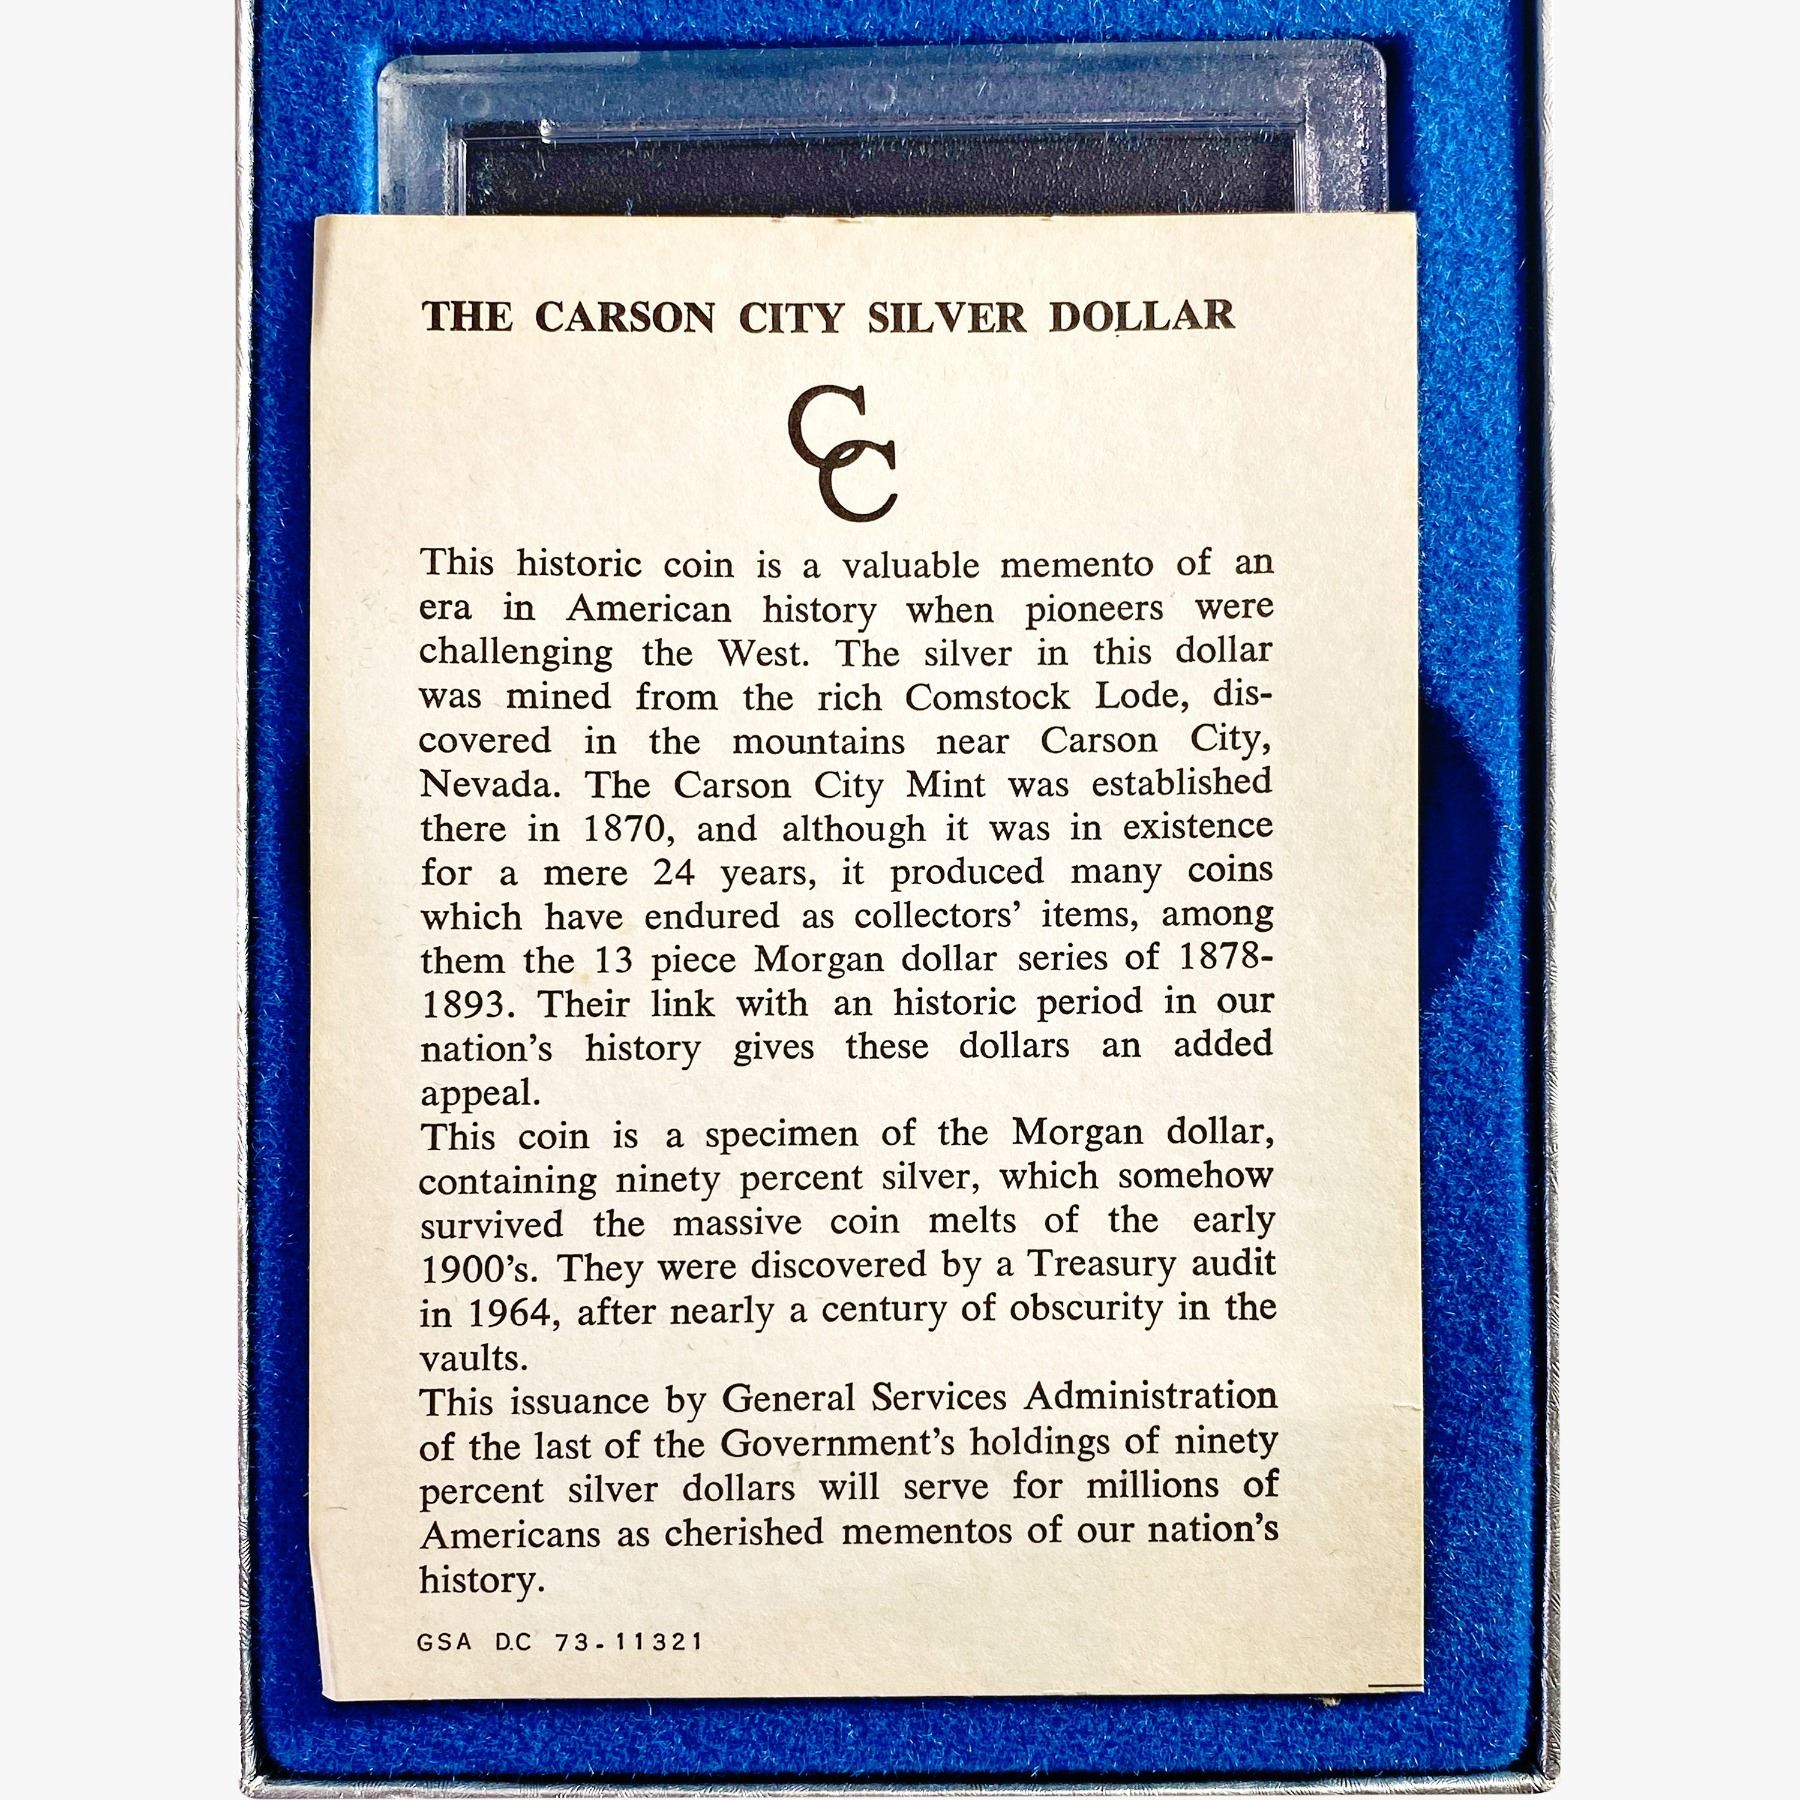 THE CARSON CITY SILVER DOLLAR
CC
This historic coin is a valuable memento of an
era in American history when pioneers were
challenging the West. The silver in this dollar
was mined from the rich Comstock Lode, dis-
covered in the mountains near Carson City,
Nevada. The Carson City Mint was established
there in 1870, and although it was in existence
for a mere 24 years, it produced many coins
which have endured as collectors’ items, among
them the 13 piece Morgan dollar series of 1878-
1893. Their link with an historic period in our
nation’s history gives these dollars an added
appeal.
This coin is a specimen of the Morgan dollar,
containing ninety percent silver, which somehow
survived the massive coin melts of the early
1900’s. They were discovered by a Treasury audit
in 1964, after nearly a century of obscurity in the
vaults.
This issuance by General Services Administration
of the last of the Government’s holdings of ninety
percent silver dollars will serve for millions of
Americans as cherished mementos of our nation’s
history.
GSA D.C 73-11321